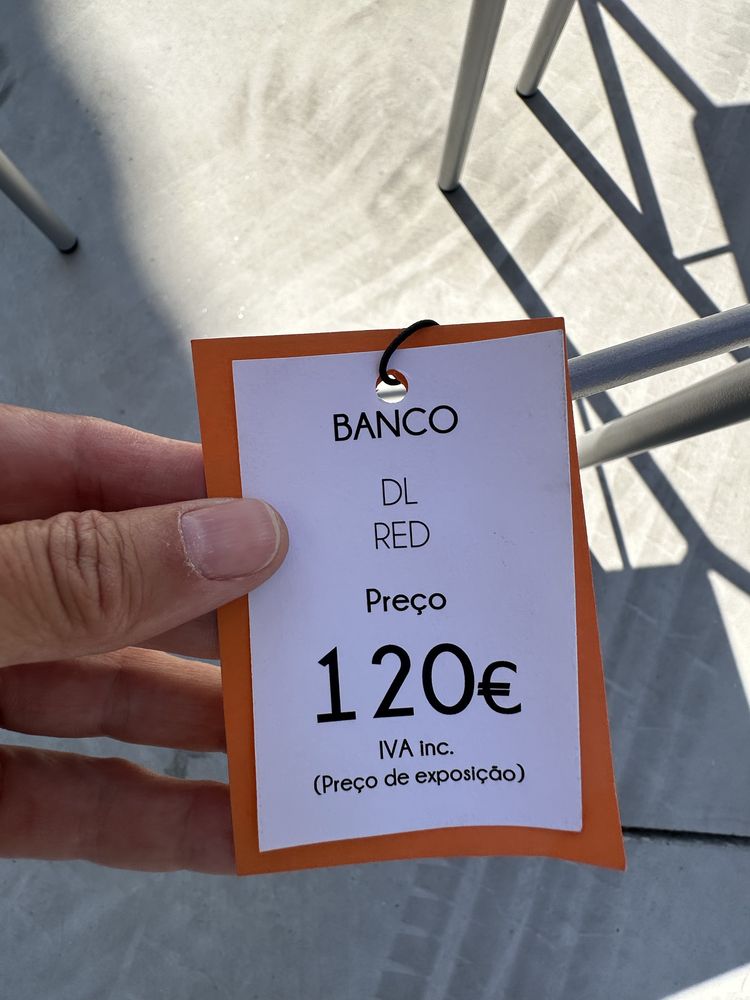 BANCO
DL
RED
Preço
120€
IVA inc.
(Preço de exposição)